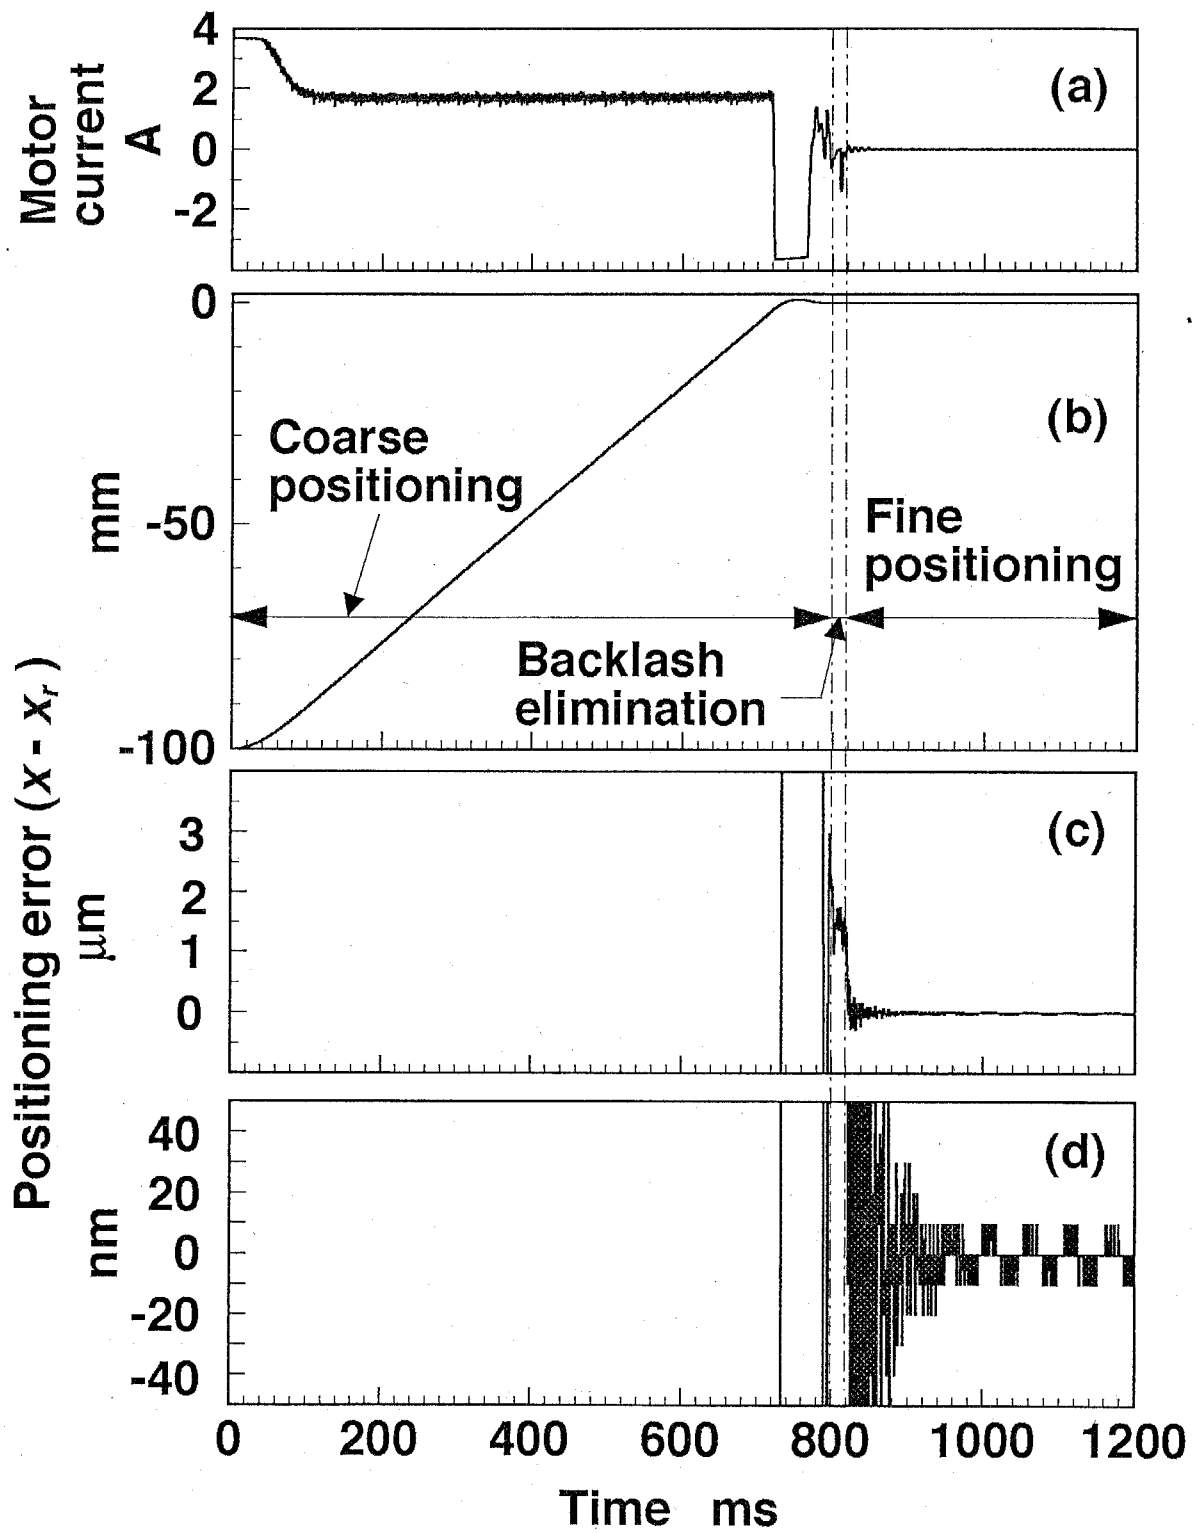 Motor
current
A
4
2
0
-2
(a)
Positioning error (x - xr)
mm
0
-50
-100
(b)
Coarse
positioning
Fine
positioning
Backlash
elimination
μm
3
2
1
0
(c)
nm
40
20
0
-20
-40
(d)
0 200 400 600 800 1000 1200
Time ms